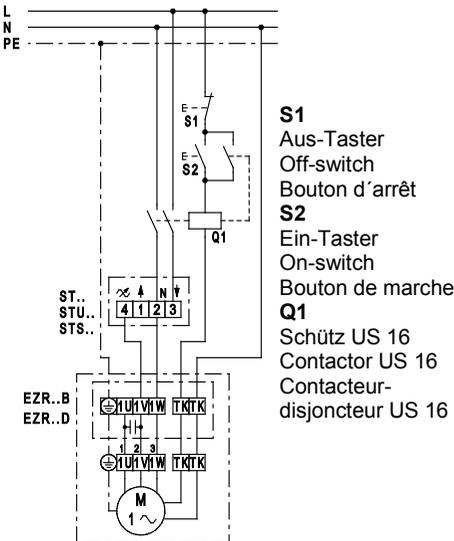 L
N
PE
E
S1
E
S2
Q1
S1
Aus-Taster
Off-switch
Bouton d´arrêt
S2
Ein-Taster
On-switch
Bouton de marche
Q1
Schütz US 16
Contactor US 16
Contacteur-
disjoncteur US 16
ST..
STU..
STS..
N
4 1 2 3
EZR..B
EZR..D
1U 1V 1W TK TK
1 2 3
1U 1V 1W TK TK
M
1